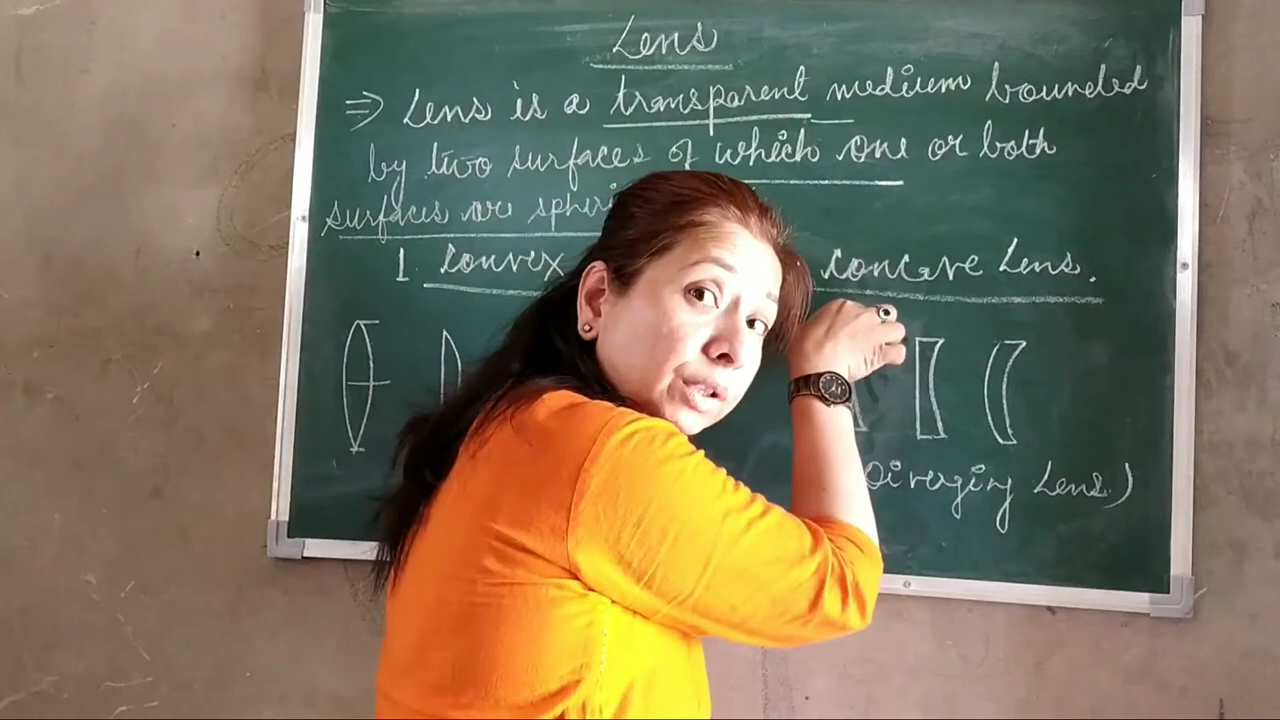 Lens
⇒ Lens is a transparent medium bounded
by two surfaces of which one or both
surfaces are spheri
1. Convex Concave Lens.
Diverging Lens)